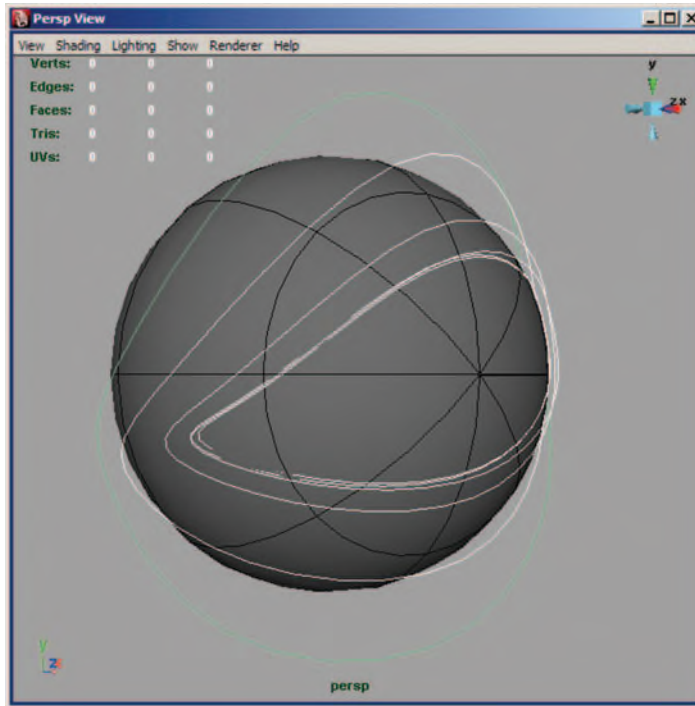 Persp View
View Shading Lighting Show Renderer Help
Verts: 0 0 0
Edges: 0 0 0
Faces: 0 0 0
Tris: 0 0 0
UVs: 0 0 0
y
z x
y
z
persp